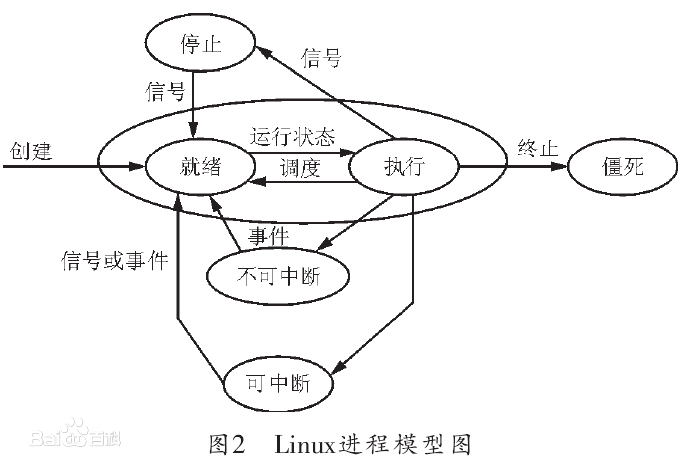 停止
信号
信号
创建
就绪
运行状态
调度
执行
终止
僵死
事件
信号或事件
不可中断
可中断
Bai百科
图2 Linux进程模型图